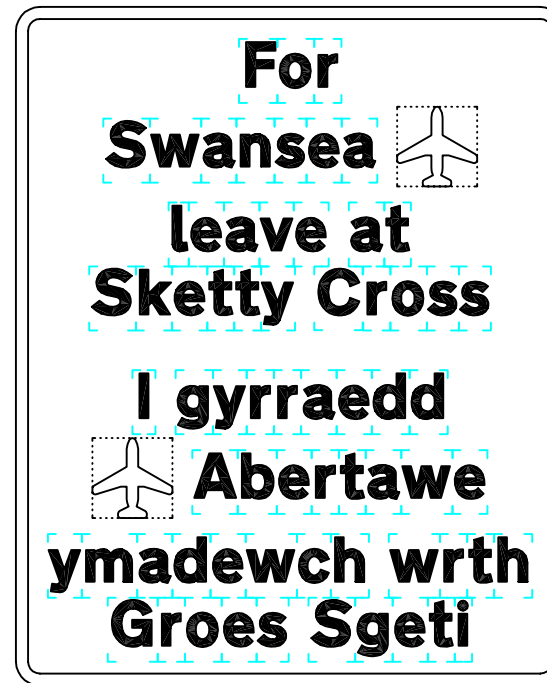 For
Swansea
leave at
Sketty Cross
I gyrraedd
Abertawe
ymadewch wrth
Groes Sgeti